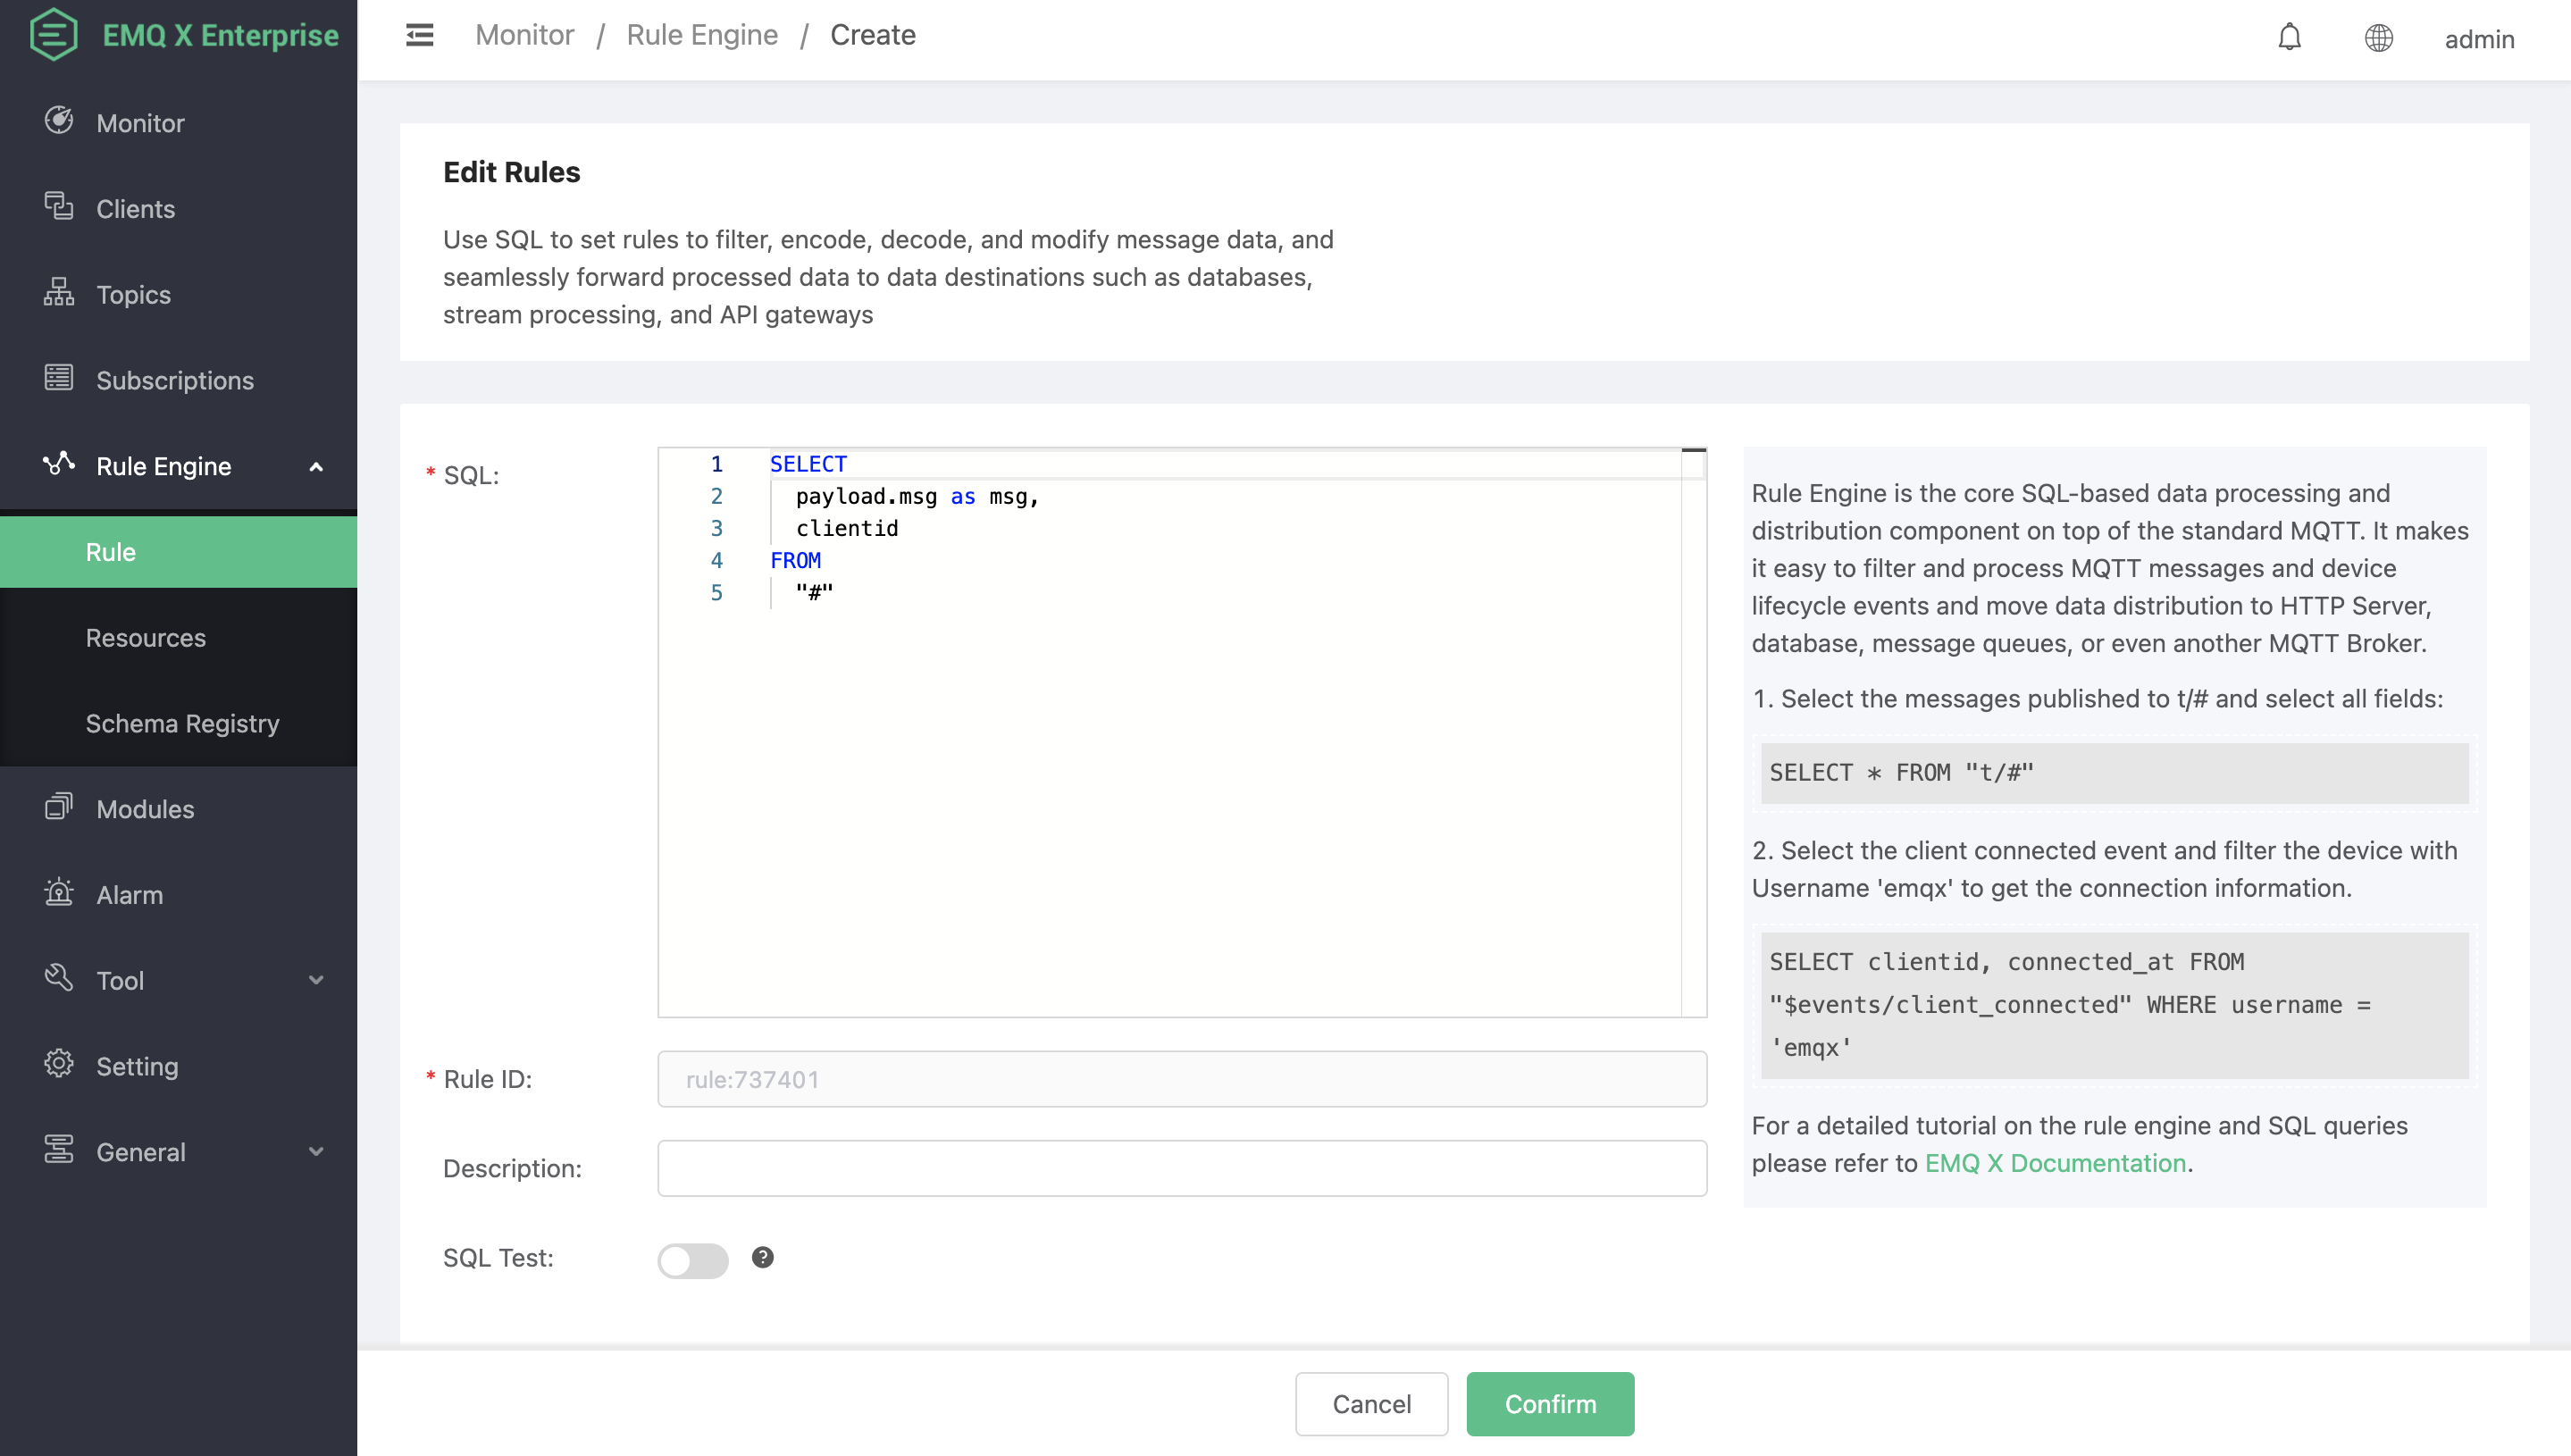 EMQ X Enterprise
Monitor / Rule Engine / Create
admin
Monitor
Clients
Topics
Subscriptions
Rule Engine
Rule
Resources
Schema Registry
Modules
Alarm
Tool
Setting
General
Edit Rules
Use SQL to set rules to filter, encode, decode, and modify message data, and
seamlessly forward processed data to data destinations such as databases,
stream processing, and API gateways
* SQL:
1 SELECT
2 payload.msg as msg,
3 clientid
4 FROM
5 "#"
* Rule ID:
rule:737401
Description:
SQL Test:
?
Rule Engine is the core SQL-based data processing and
distribution component on top of the standard MQTT. It makes
it easy to filter and process MQTT messages and device
lifecycle events and move data distribution to HTTP Server,
database, message queues, or even another MQTT Broker.
1. Select the messages published to t/# and select all fields:
SELECT * FROM "t/#"
2. Select the client connected event and filter the device with
Username 'emqx' to get the connection information.
SELECT clientid, connected_at FROM
"$events/client_connected" WHERE username =
'emqx'
For a detailed tutorial on the rule engine and SQL queries
please refer to EMQ X Documentation.
Cancel
Confirm